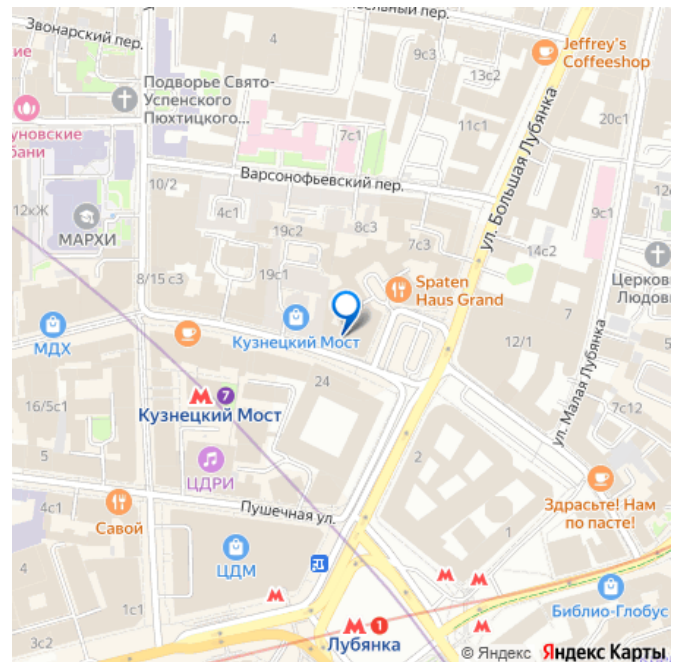 Звонарский пер.
4
9с3
13с2
Jeffrey's
Coffeeshop
Подворье Свято-
Успенского
Пюхтицкого...
11с1
20с1
7с1
ул. Большая Лубянка
Варсонофьевский пер.
10/2
12кЖ
МАРХИ
4с1
19с2
8с3
7с3
9с1
14с2
8/15 с3
19с1
Spaten
Haus Grand
7
МДХ
Кузнецкий Мост
12/1
ул. Малая Лубянка
24
16/5с1
7
Кузнецкий Мост
7с12
ЦДРИ
2
Здрасьте! Нам
по пасте!
4с1
Савой
Пушечная ул.
1
ЦДМ
4
1с1
Библио-Глобус
3с2
1
Лубянка
© Яндекс Яндекс Карты